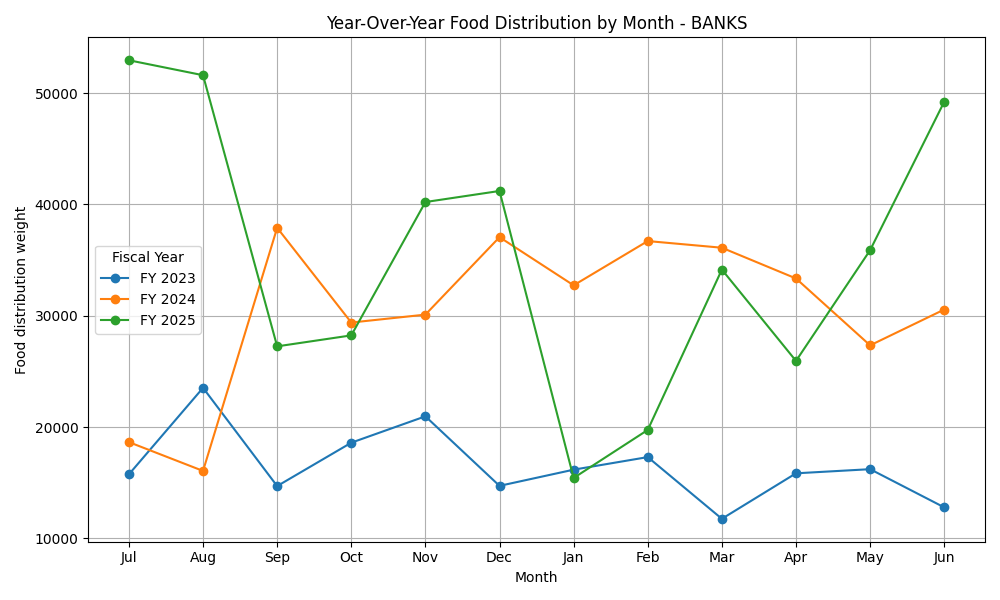 Year-Over-Year Food Distribution by Month - BANKS
50000
40000
30000
20000
10000
Food distribution weight
Fiscal Year
FY 2023
FY 2024
FY 2025
Jul Aug Sep Oct Nov Dec Jan Feb Mar Apr May Jun
Month